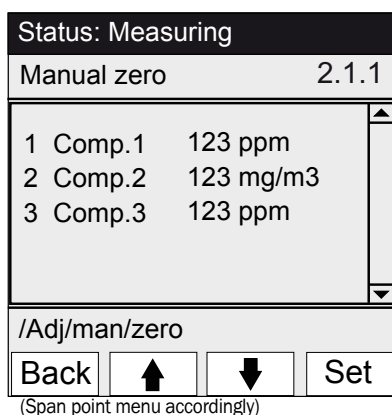 Status: Measuring
Manual zero 2.1.1
1 Comp.1 123 ppm
2 Comp.2 123 mg/m3
3 Comp.3 123 ppm
/Adj/man/zero
Back Set
(Span point menu accordingly)